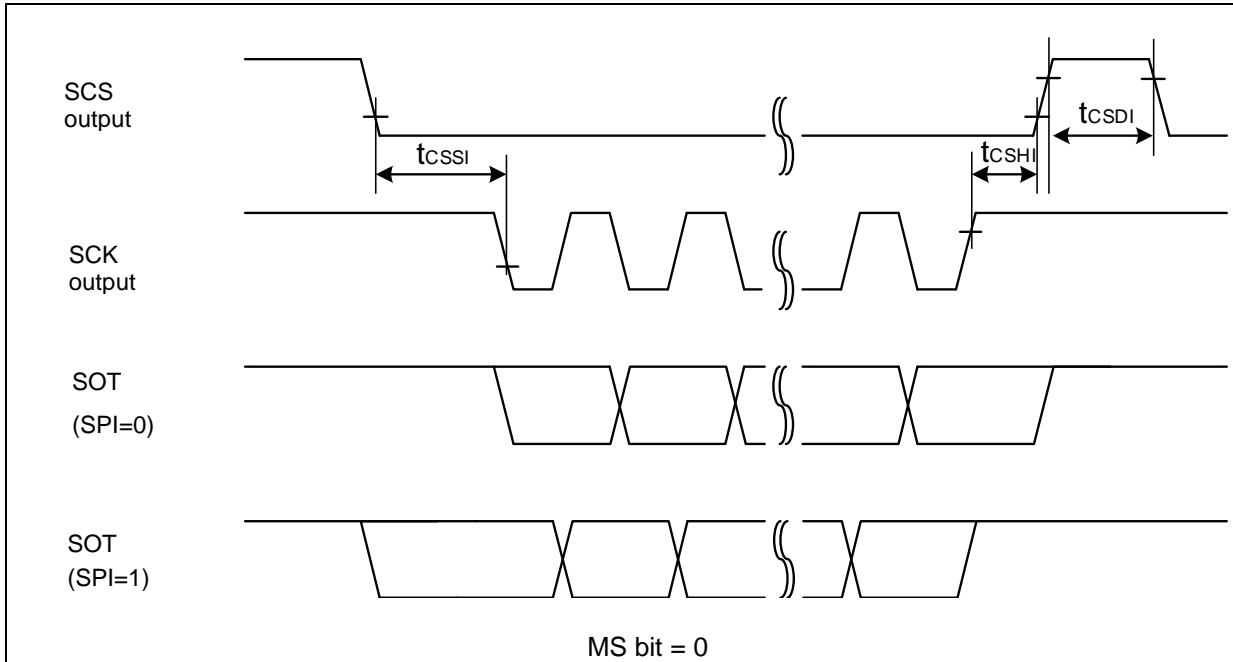 SCS
output
tCSDI
tCSSI
tCSHI
SCK
output
SOT
(SPI=0)
SOT
(SPI=1)
MS bit = 0